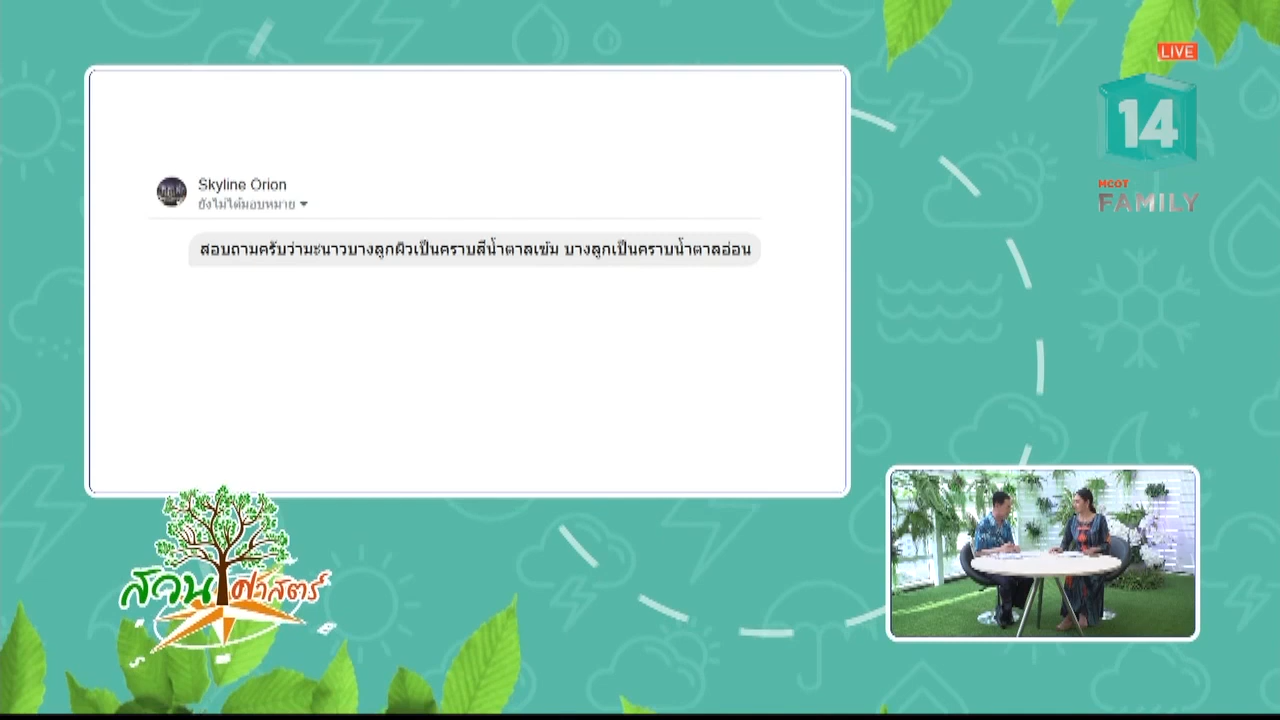 LIVE
14
MCOT
FAMILY
Skyline Orion
ยังไม่ได้มอบหมาย
สอบถามครับว่ามะนาวบางลูกผิวเป็นคราบสีน้ำตาลเข้ม บางลูกเป็นคราบน้ำตาลอ่อน
สวนศาสตร์